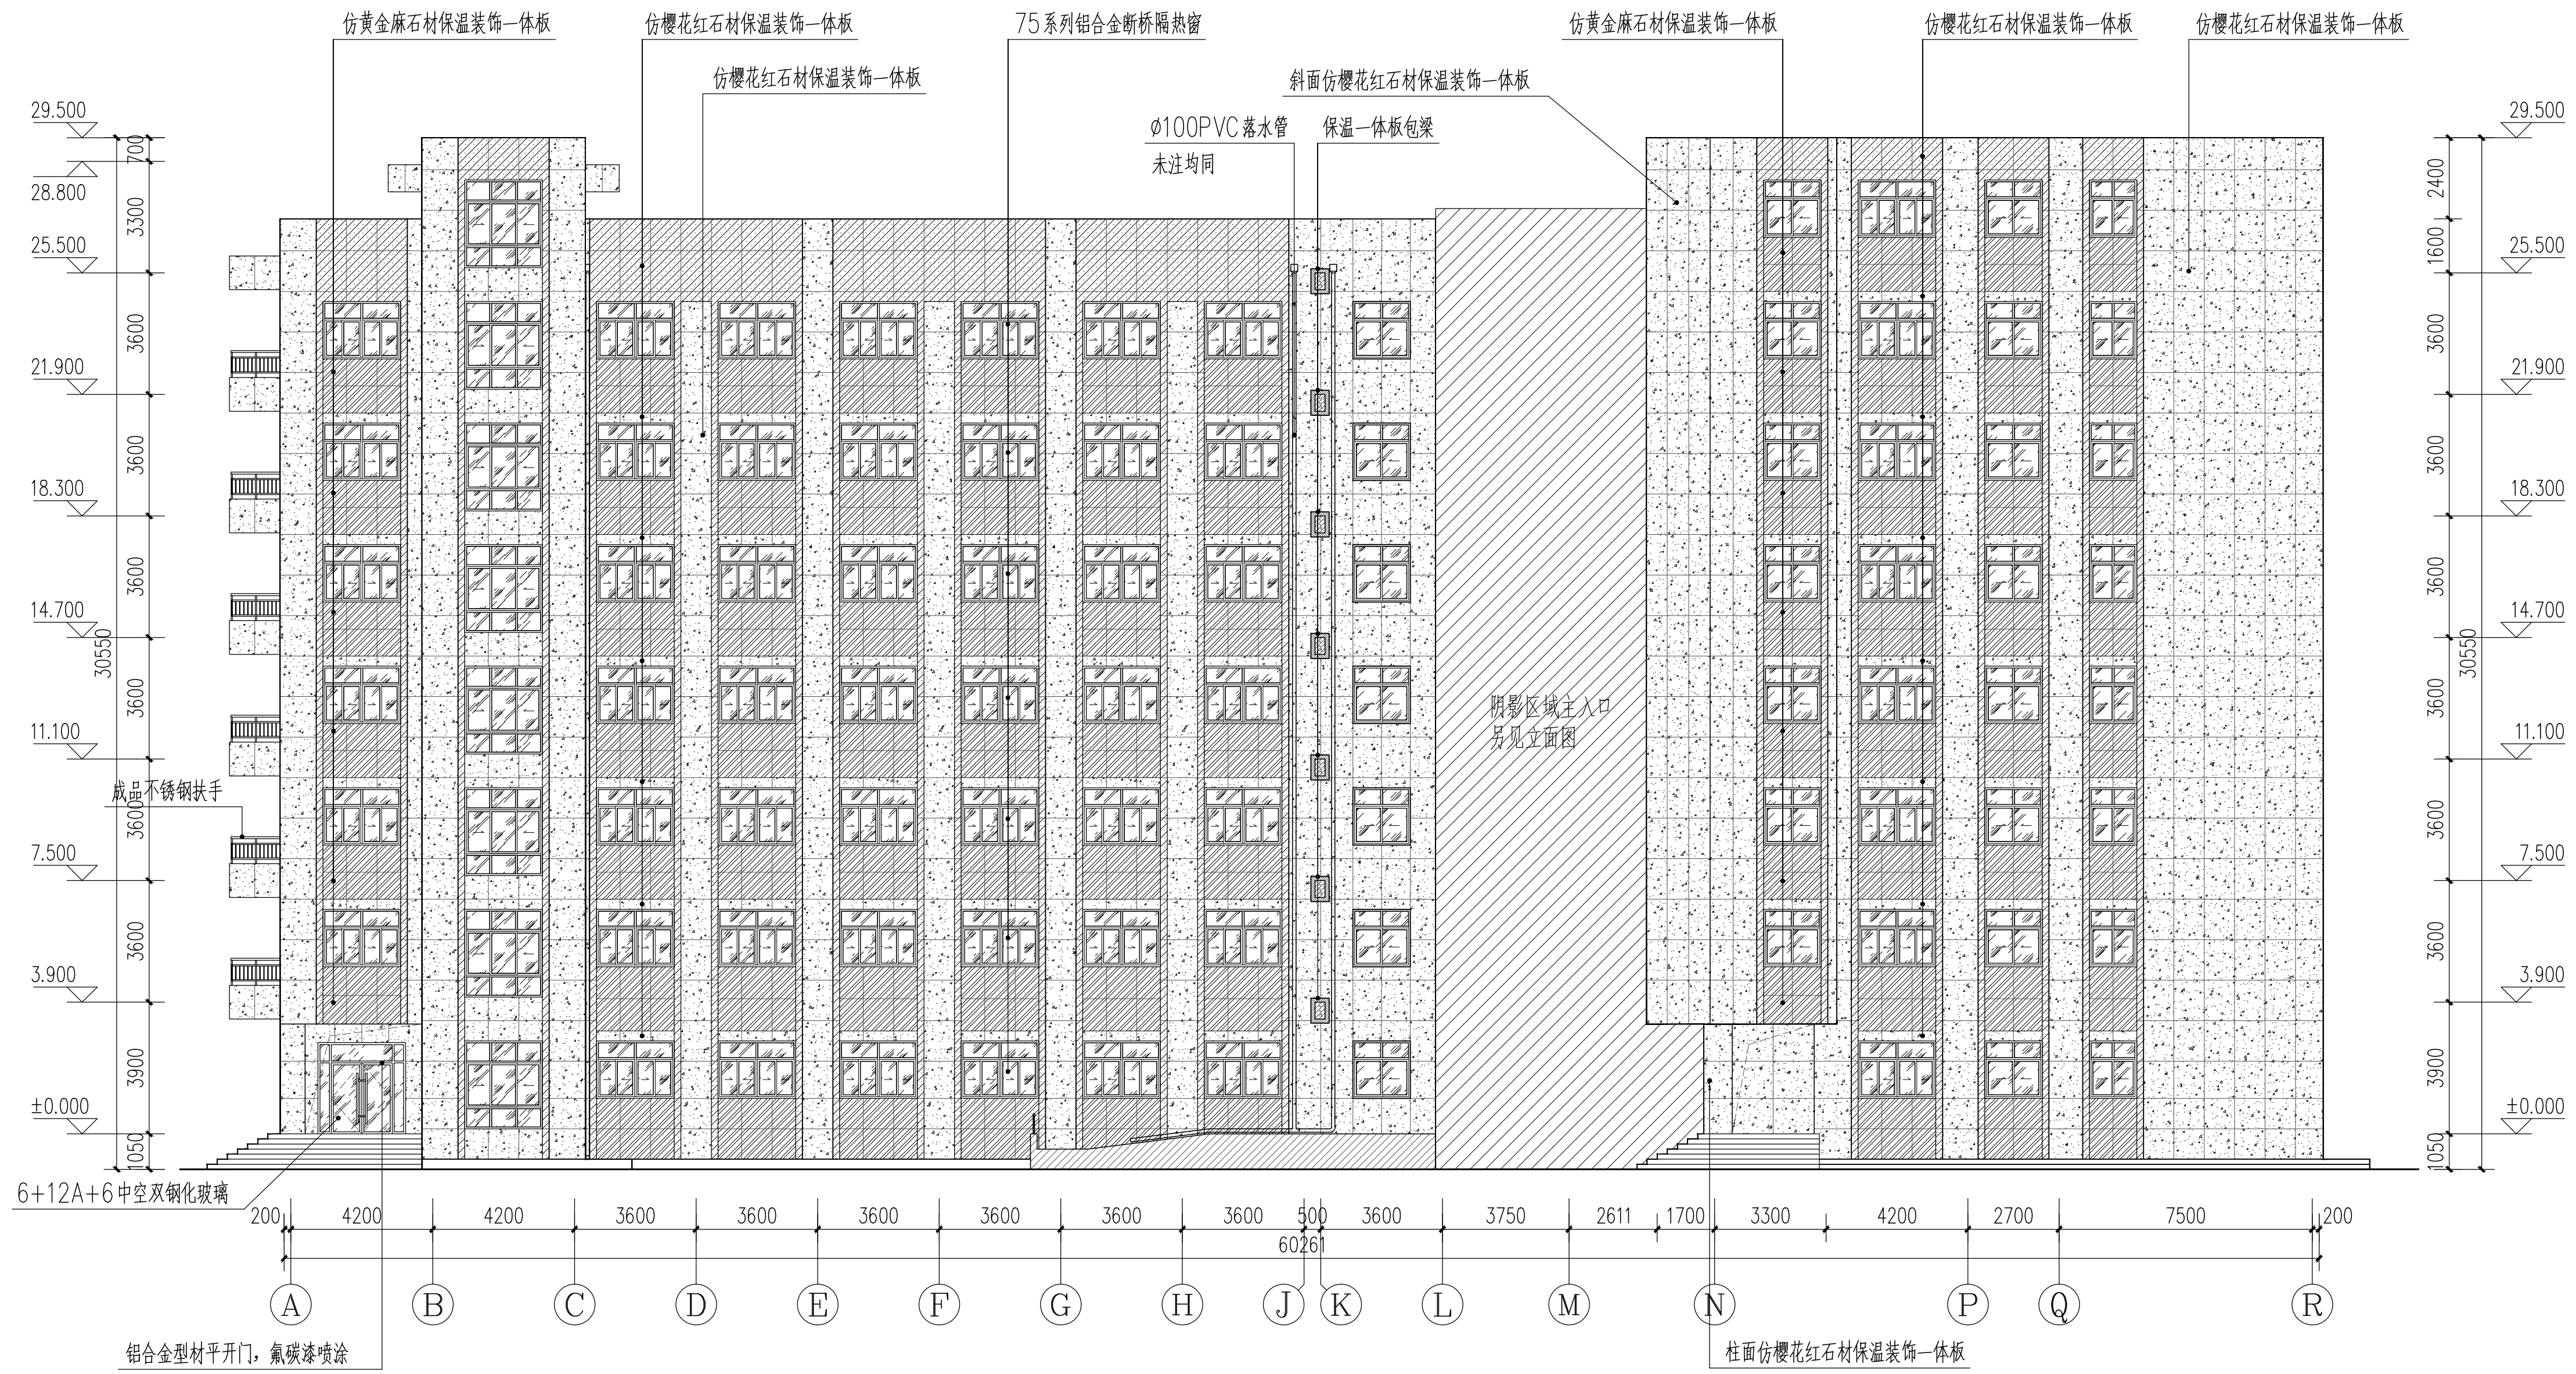 仿黄金麻石材保温装饰一体板
仿樱花红石材保温装饰一体板
75系列铝合金断桥隔热窗
仿黄金麻石材保温装饰一体板
仿樱花红石材保温装饰一体板
仿樱花红石材保温装饰一体板
仿樱花红石材保温装饰一体板
斜面仿樱花红石材保温装饰一体板
ø100PVC落水管
未注均同
保温一体板包梁
29.500
28.800
25.500
21.900
18.300
14.700
11.100
7.500
3.900
±0.000
700
3300
3600
3600
3600
3600
3600
3600
3900
1050
30550
成品不锈钢扶手
阴影区域主入口
另见立面图
29.500
25.500
21.900
18.300
14.700
11.100
7.500
3.900
±0.000
2400
1600
3600
3600
3600
3600
3600
3600
3900
1050
30550
6+12A+6中空双钢化玻璃
200
4200
4200
3600
3600
3600
3600
3600
3600
500
3600
3750
2611
1700
3300
4200
2700
7500
200
60261
A
B
C
D
E
F
G
H
J
K
L
M
N
P
Q
R
铝合金型材平开门，氟碳漆喷涂
柱面仿樱花红石材保温装饰一体板